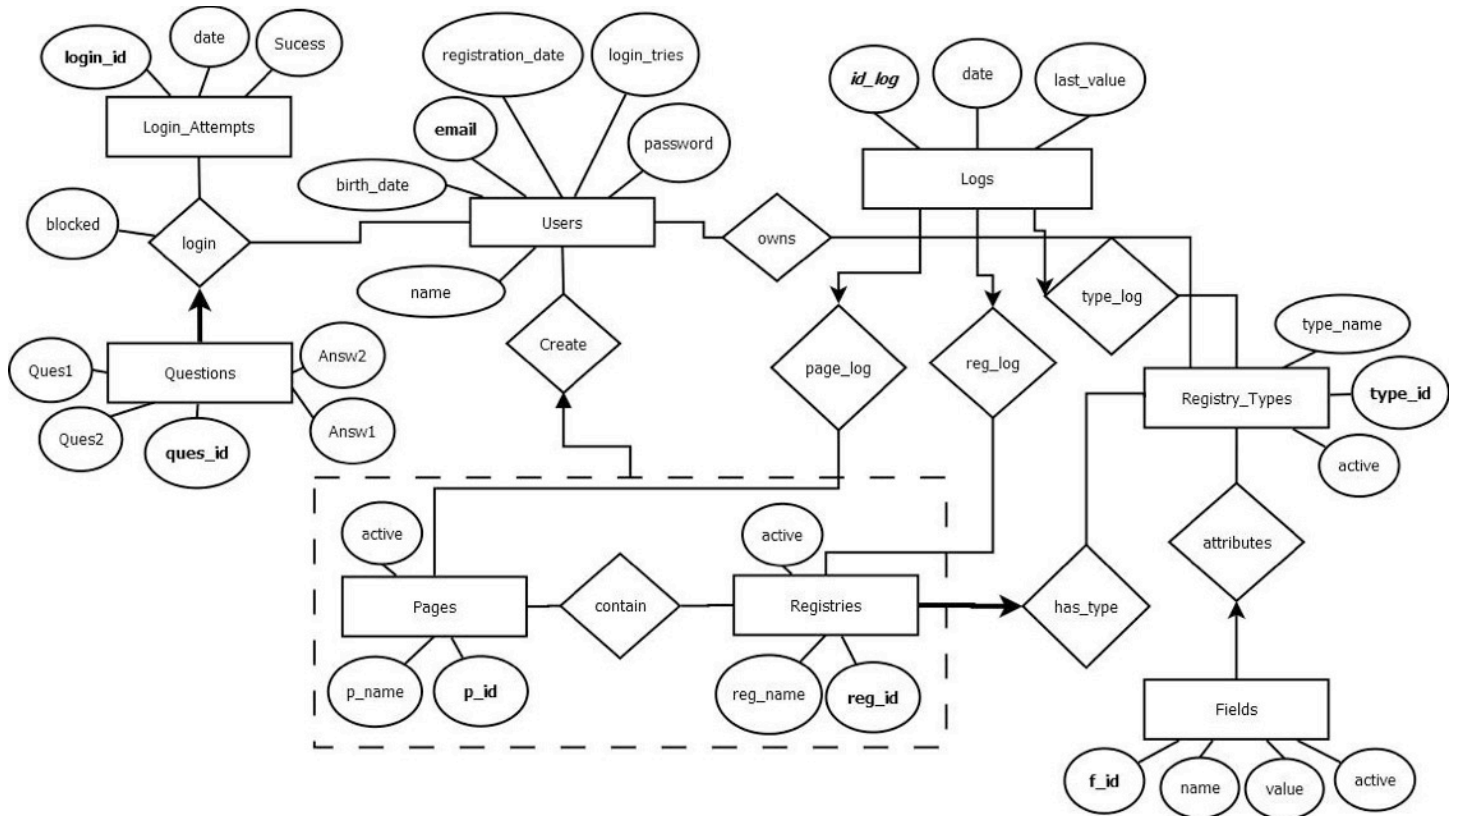 login_id
date
Sucess
Login_Attempts
blocked
login
Ques1
Questions
Answ2
Ques2
ques_id
Answ1
registration_date
login_tries
email
password
birth_date
Users
name
Create
owns
id_log
date
last_value
Logs
page_log
reg_log
type_log
type_name
Registry_Types
type_id
active
attributes
active
active
Pages
contain
Registries
has_type
p_name
p_id
reg_name
reg_id
Fields
f_id
name
value
active